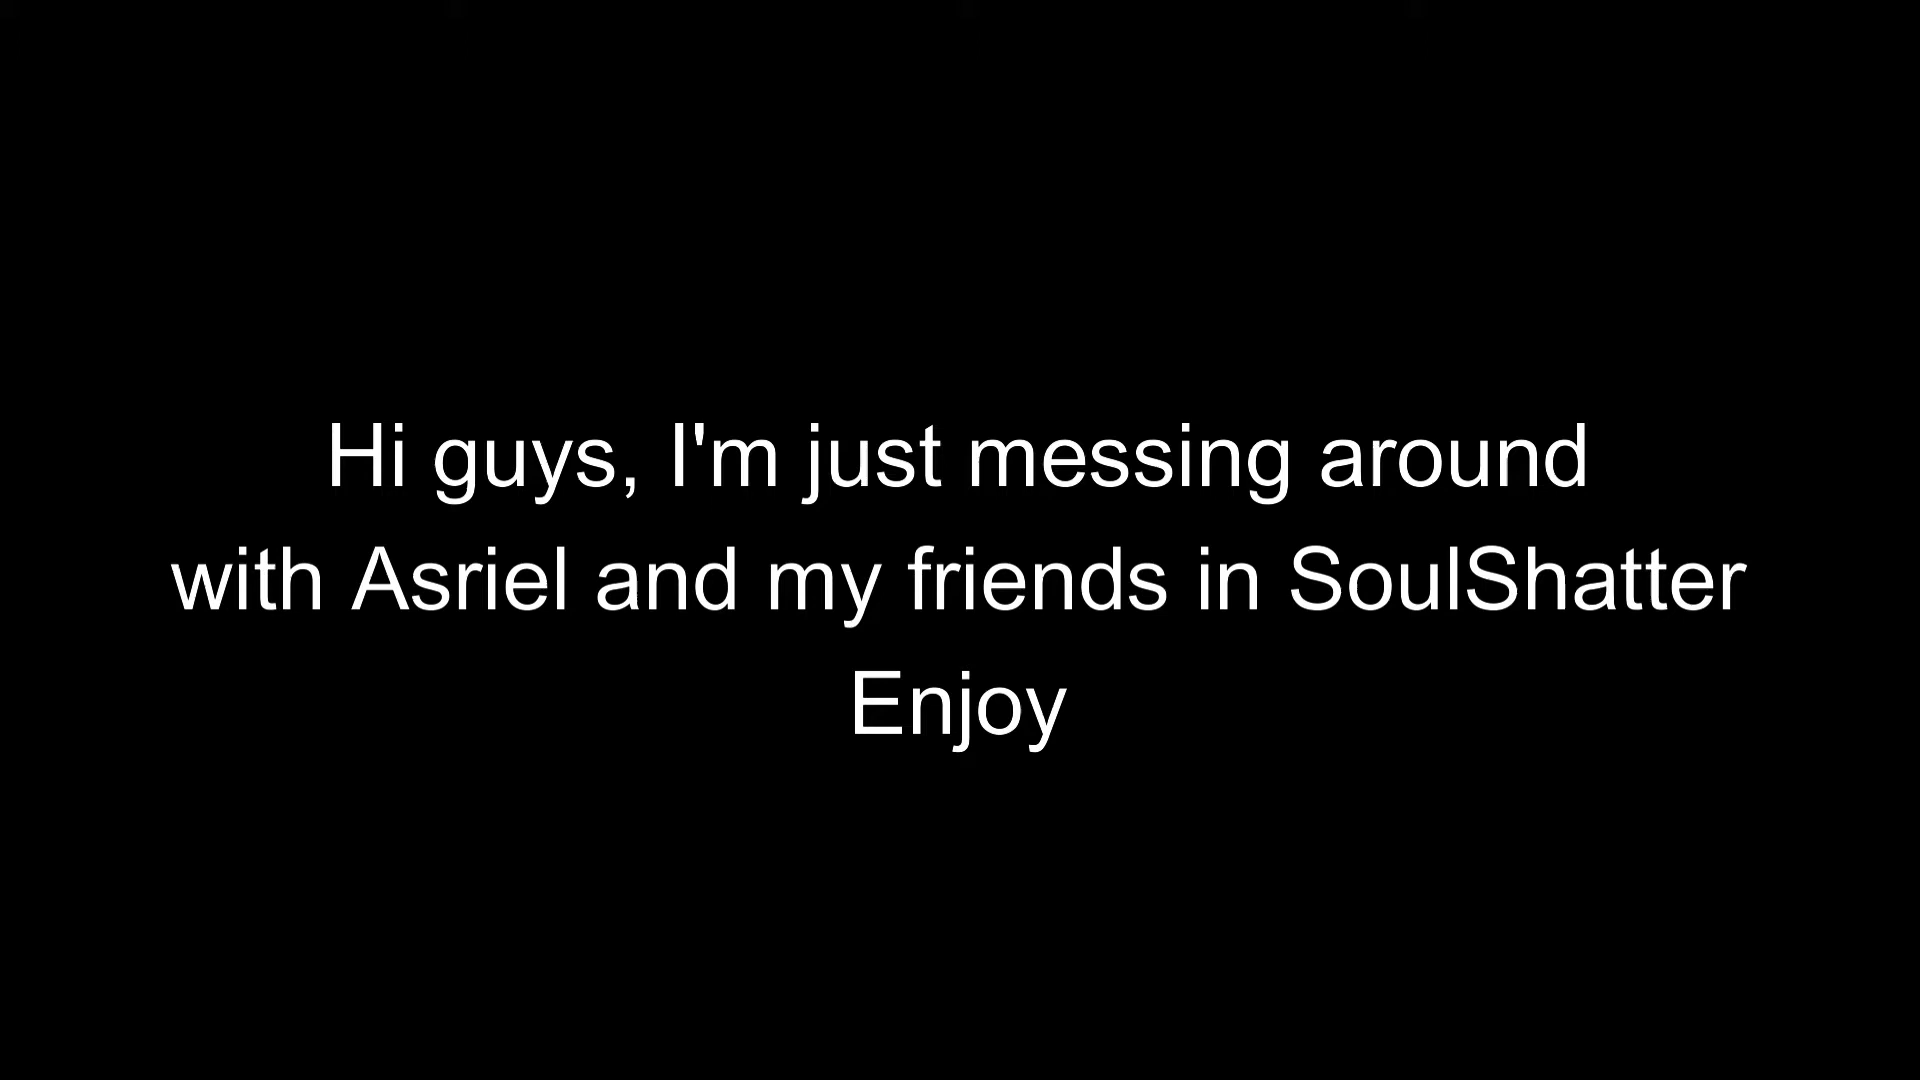 Hi guys, I'm just messing around
with Asriel and my friends in SoulShatter
Enjoy